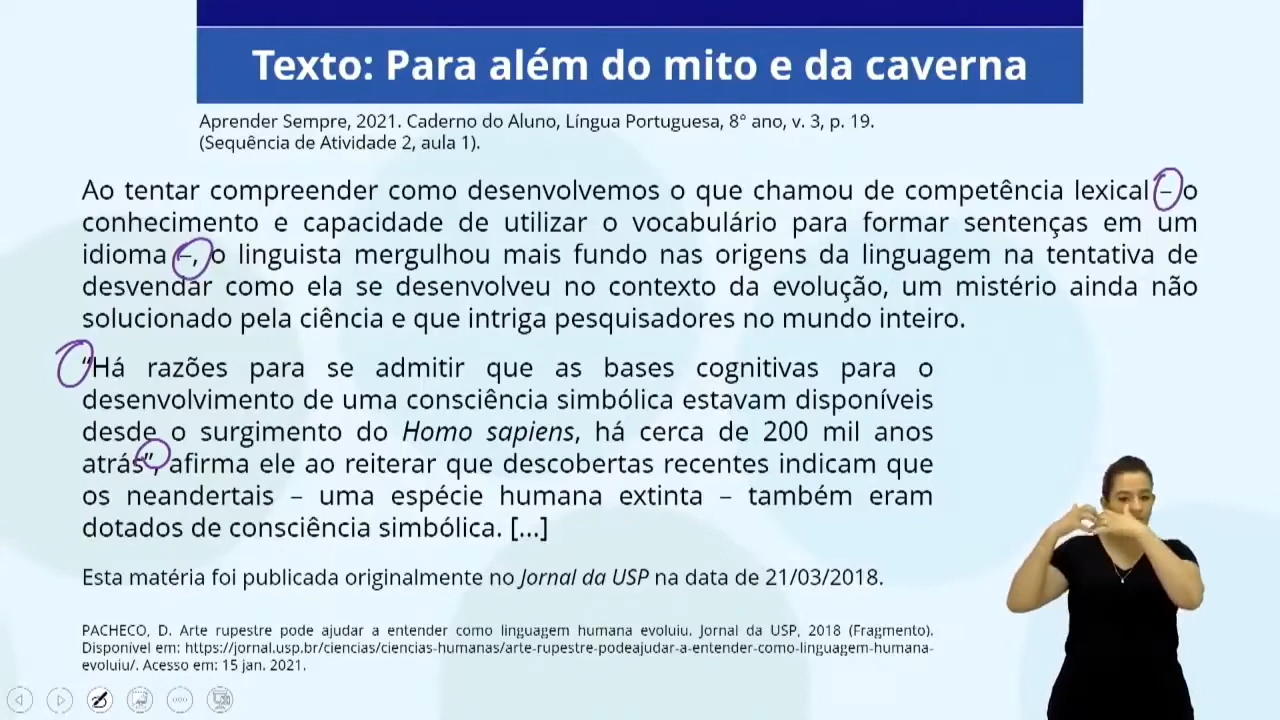 Texto: Para além do mito e da caverna
Aprender Sempre, 2021. Caderno do Aluno, Língua Portuguesa, 8° ano, v. 3, p. 19.
(Sequência de Atividade 2, aula 1).
Ao tentar compreender como desenvolvemos o que chamou de competência lexical – o
conhecimento e capacidade de utilizar o vocabulário para formar sentenças em um
idioma –, o linguista mergulhou mais fundo nas origens da linguagem na tentativa de
desvendar como ela se desenvolveu no contexto da evolução, um mistério ainda não
solucionado pela ciência e que intriga pesquisadores no mundo inteiro.
“Há razões para se admitir que as bases cognitivas para o
desenvolvimento de uma consciência simbólica estavam disponíveis
desde o surgimento do Homo sapiens, há cerca de 200 mil anos
atrás”, afirma ele ao reiterar que descobertas recentes indicam que
os neandertais – uma espécie humana extinta – também eram
dotados de consciência simbólica. [...]
Esta matéria foi publicada originalmente no Jornal da USP na data de 21/03/2018.
PACHECO, D. Arte rupestre pode ajudar a entender como linguagem humana evoluiu. Jornal da USP, 2018 (Fragmento).
Disponível em: https://jornal.usp.br/ciencias/ciencias-humanas/arte-rupestre-podeajudar-a-entender-como-linguagem-humana-
evoluiu/. Acesso em: 15 jan. 2021.